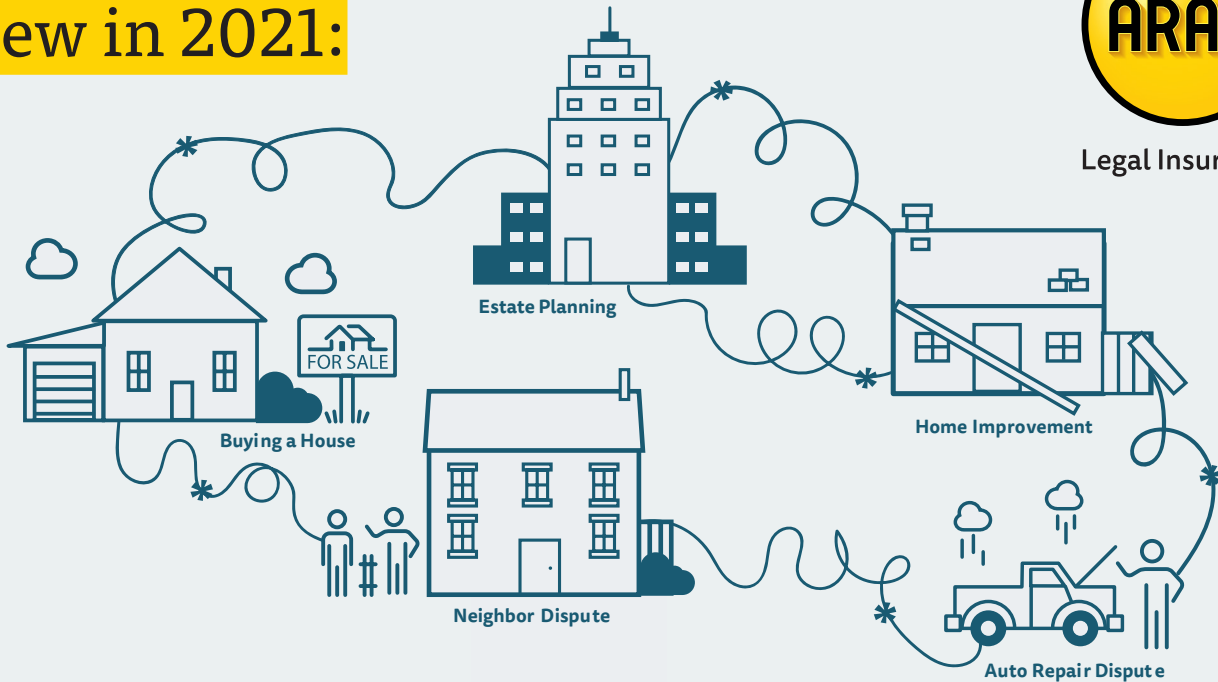 ew in 2021:
ARA
Legal Insur
Estate Planning
FOR SALE
Buying a House
Home Improvement
Neighbor Dispute
Auto Repair Dispute